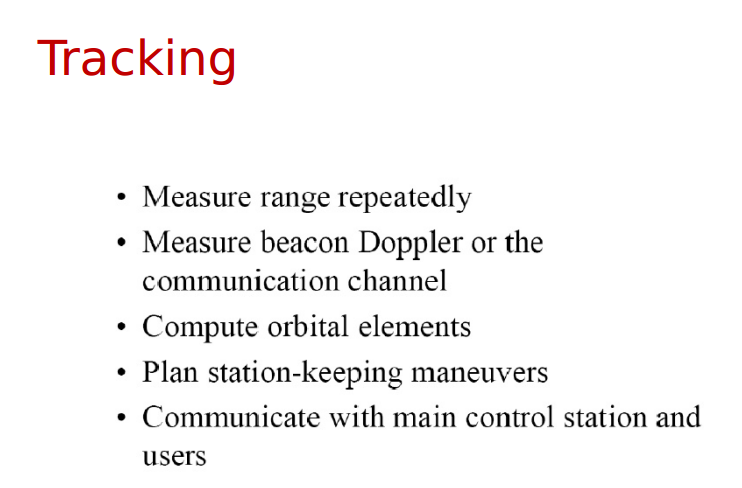 Tracking
• Measure range repeatedly
• Measure beacon Doppler or the
communication channel
• Compute orbital elements
• Plan station-keeping maneuvers
• Communicate with main control station and
users